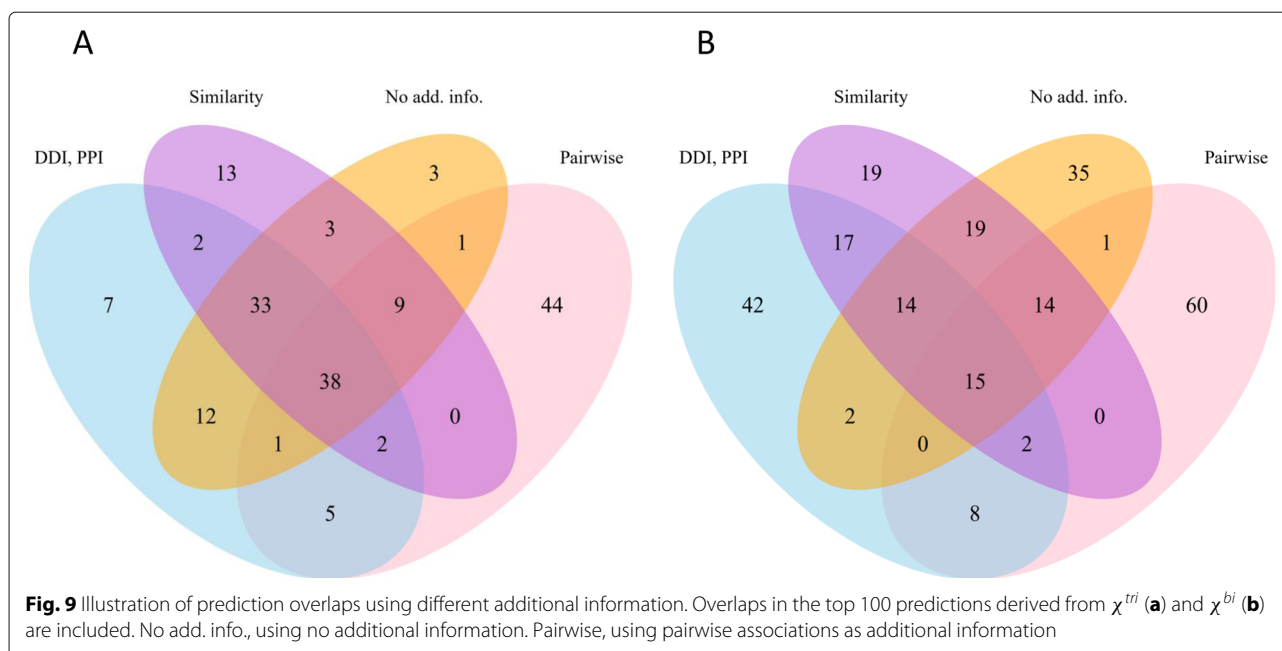 A
B
Similarity
No add. info.
DDI, PPI
Pairwise
13
3
2
3
1
7
33
9
44
38
12
0
1
2
5
Similarity
No add. info.
DDI, PPI
Pairwise
19
35
17
19
1
42
14
14
60
15
2
0
0
2
8
Fig. 9 Illustration of prediction overlaps using different additional information. Overlaps in the top 100 predictions derived from χ^tri (a) and χ^bi (b)
are included. No add. info., using no additional information. Pairwise, using pairwise associations as additional information